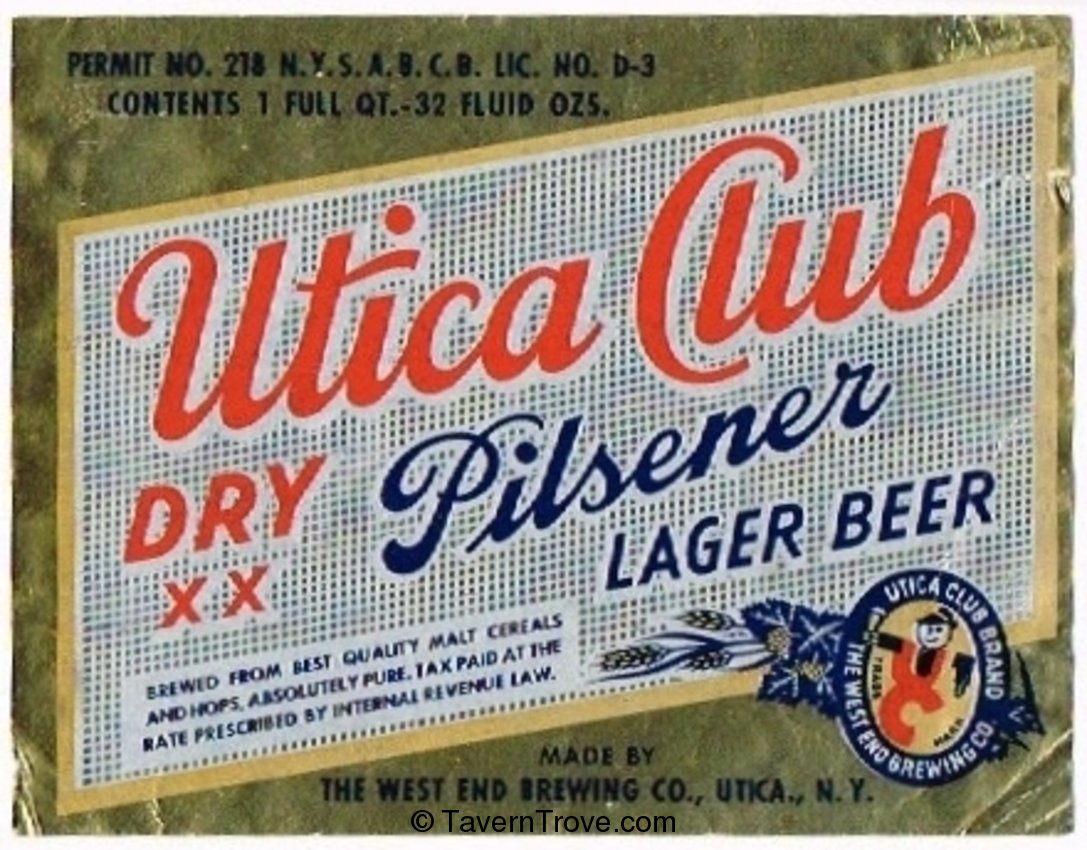 PERMIT NO. 218 N.Y.S.A.B.C.B. LIC. NO. D-3
CONTENTS 1 FULL QT.-32 FLUID OZS.
Utica Club
DRY
XX
Pilsener
LAGER BEER
BREWED FROM BEST QUALITY MALT CEREALS
AND HOPS. ABSOLUTELY PURE. TAX PAID AT THE
RATE PRESCRIBED BY INTERNAL REVENUE LAW.
UTICA CLUB BRAND
TRADE
MARK
THE WEST END BREWING CO.
MADE BY
THE WEST END BREWING CO., UTICA., N. Y.
© TavernTrove.com